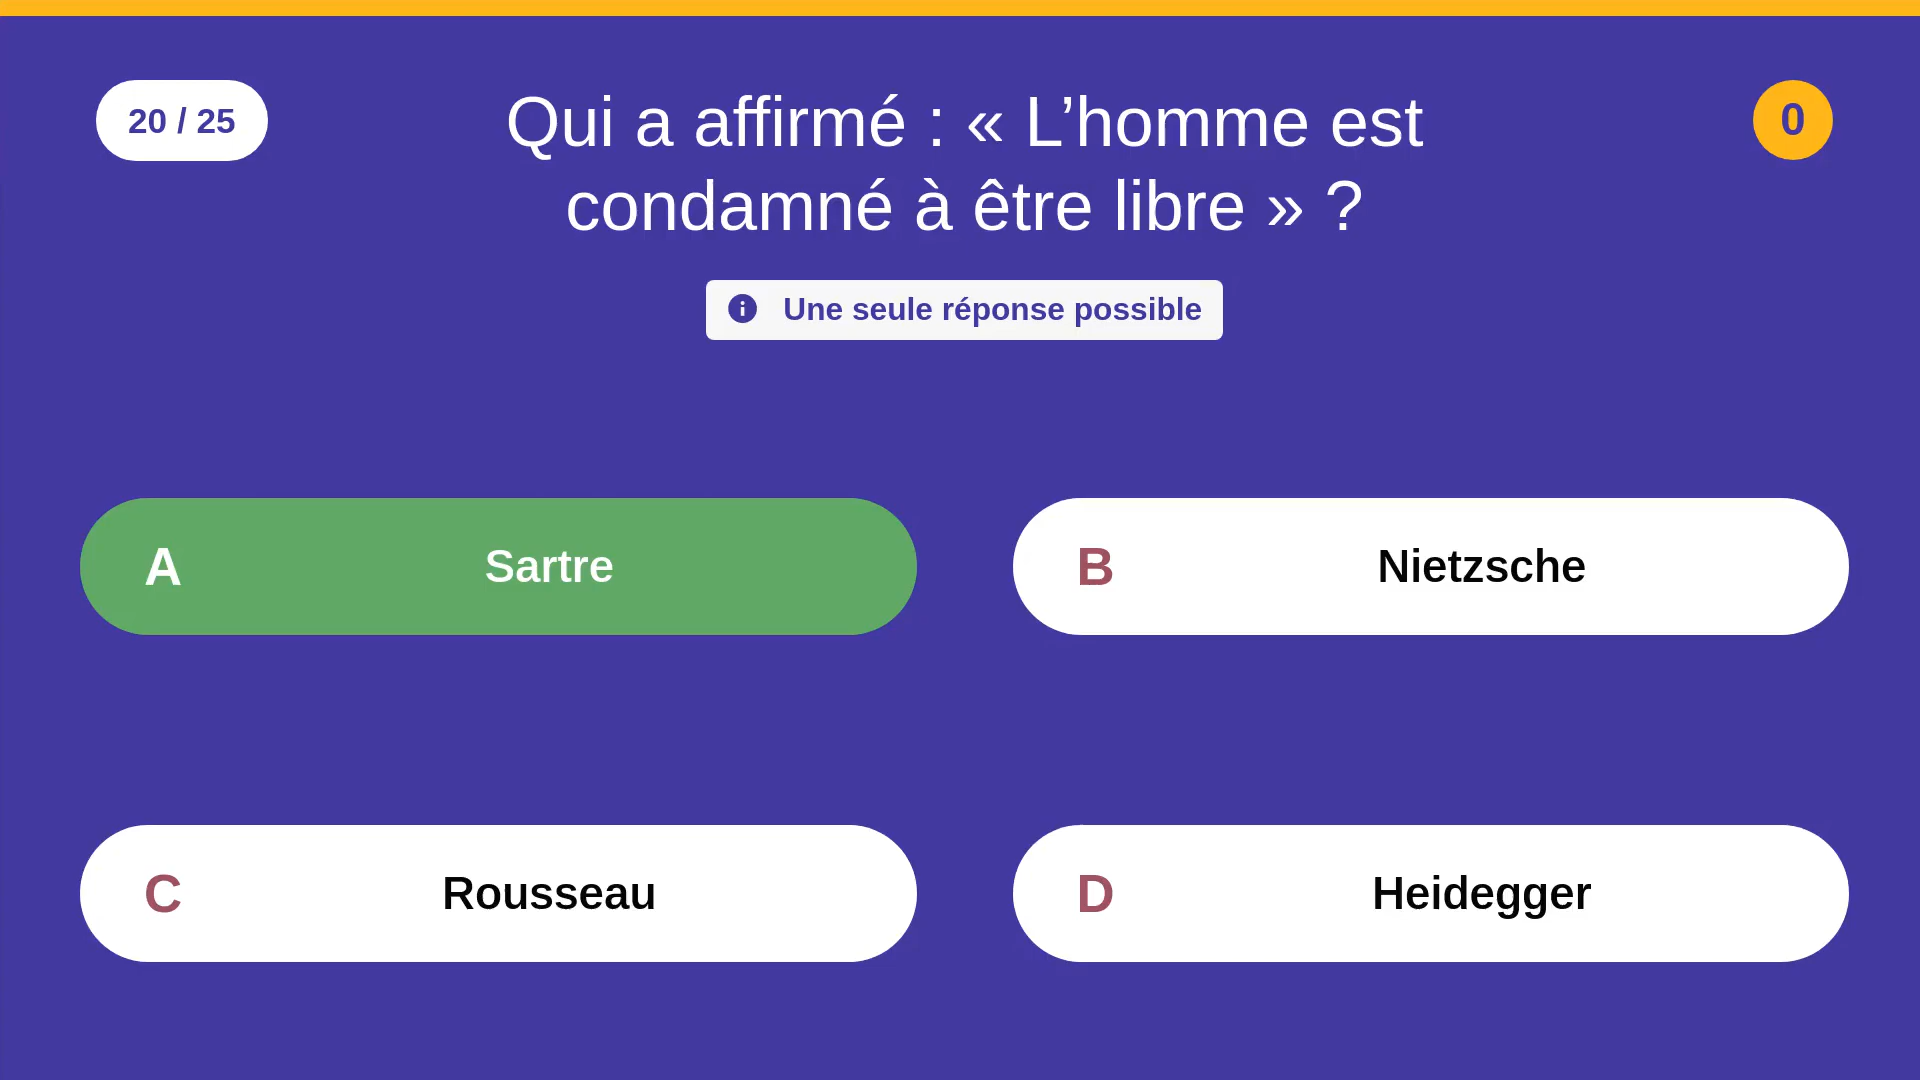 20 / 25
Qui a affirmé : « L’homme est
condamné à être libre » ?
0
Une seule réponse possible
A Sartre
B Nietzsche
C Rousseau
D Heidegger